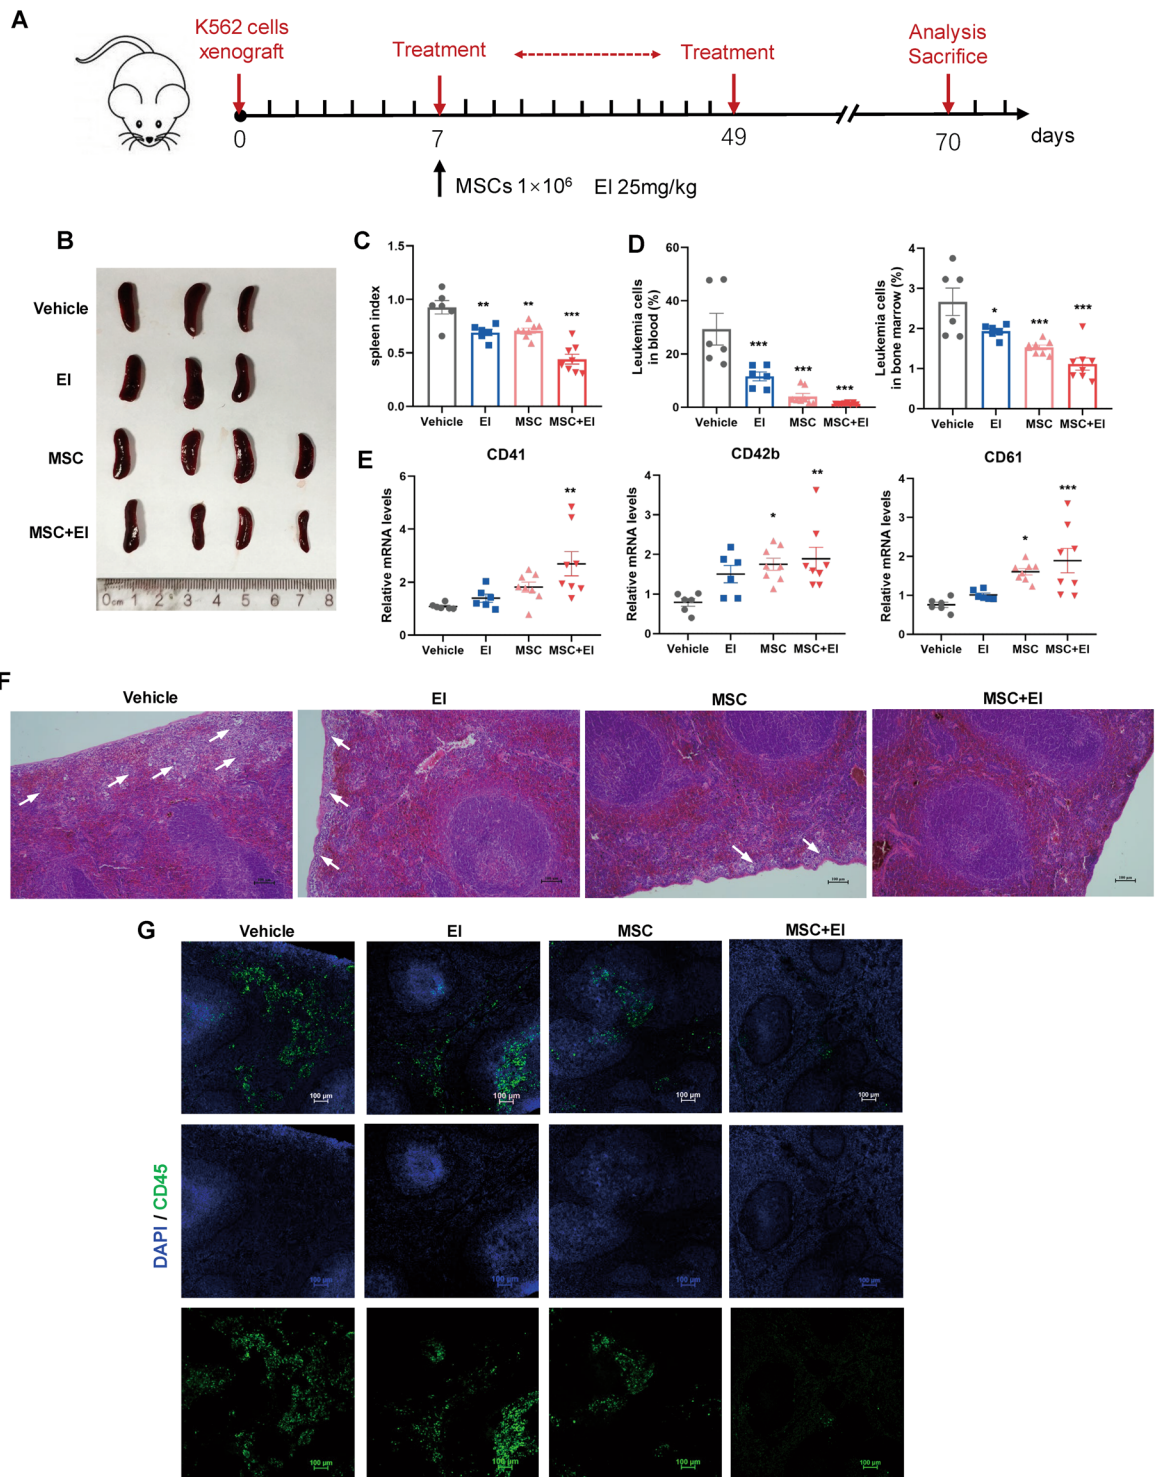 A
K562 cells
xenograft
Treatment
Treatment
Analysis
Sacrifice
0
7
49
70
days
MSCs 1×10⁶ EI 25mg/kg
B
Vehicle
EI
MSC
MSC+EI
0cm 1 2 3 4 5 6 7 8
C
spleen index
1.5
1.0
0.5
0.0
** ** ***
Vehicle EI MSC MSC+EI
D
Leukemia cells
in blood (%)
60
40
20
0
*** *** ***
Vehicle EI MSC MSC+EI
Leukemia cells
in bone marrow (%)
4
3
2
1
0
* *** ***
Vehicle EI MSC MSC+EI
E
CD41
Relative mRNA levels
6
4
2
0
**
Vehicle EI MSC MSC+EI
CD42b
Relative mRNA levels
4
3
2
1
0
* **
Vehicle EI MSC MSC+EI
CD61
Relative mRNA levels
4
3
2
1
0
* ***
Vehicle EI MSC MSC+EI
F
Vehicle EI MSC MSC+EI
100 μm 100 μm 100 μm 100 μm
G
Vehicle EI MSC MSC+EI
DAPI / CD45
100 μm 100 μm 100 μm 100 μm
100 μm 100 μm 100 μm 100 μm
100 μm 100 μm 100 μm 100 μm